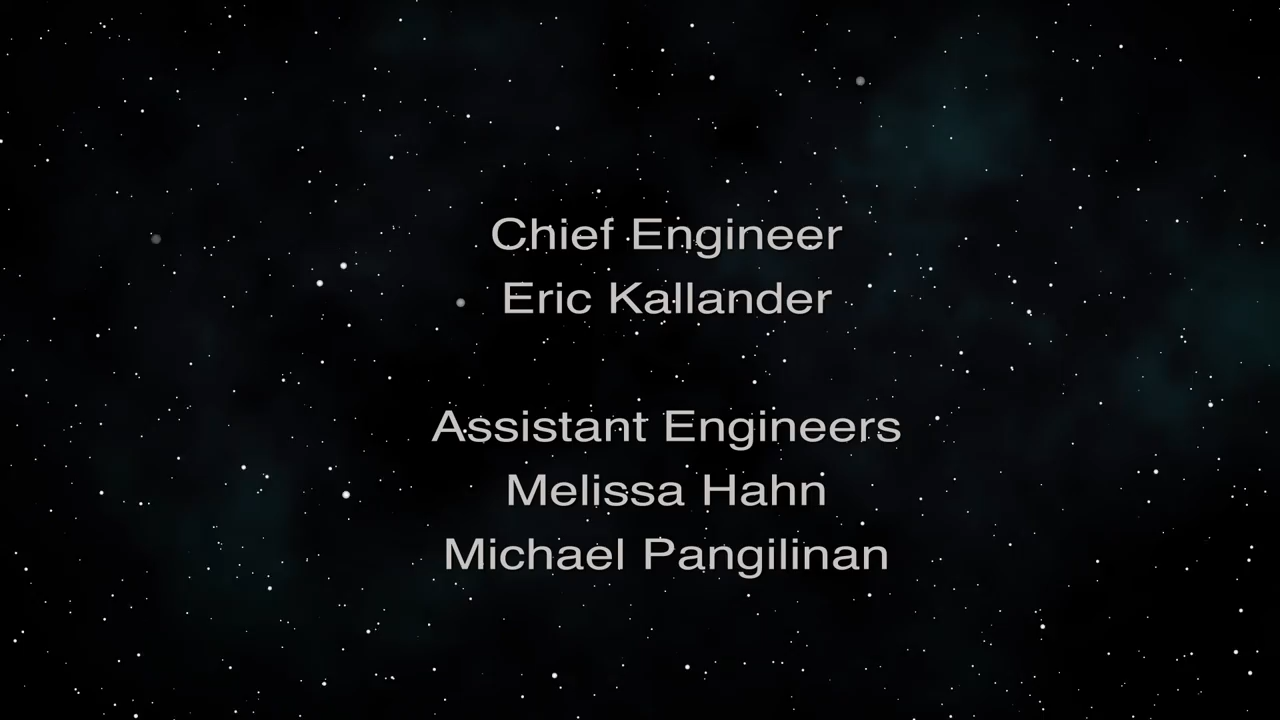 Chief Engineer
Eric Kallander
Assistant Engineers
Melissa Hahn
Michael Pangilinan